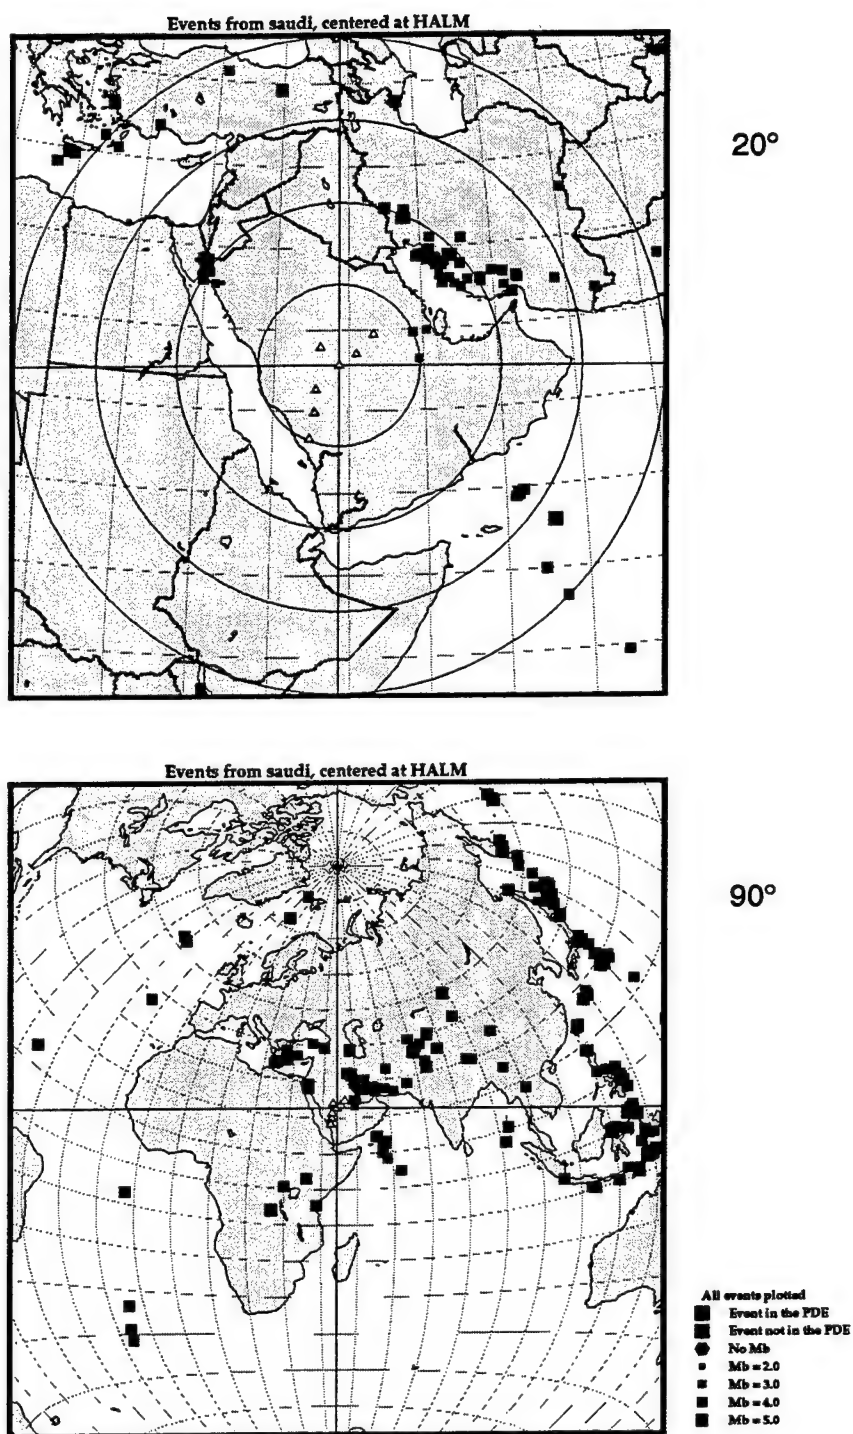 Events from saudi, centered at HALM
20°
Events from saudi, centered at HALM
90°
All events plotted
Event in the PDE
Event not in the PDE
No Mb
Mb = 2.0
Mb = 3.0
Mb = 4.0
Mb = 5.0